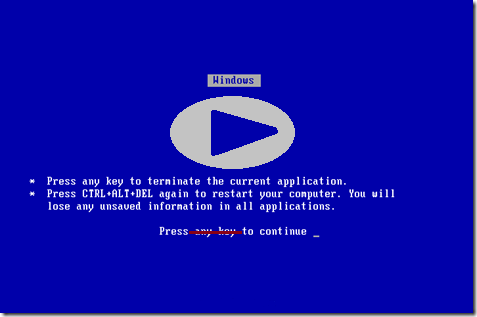 Windows
* Press any key to terminate the current application.
* Press CTRL+ALT+DEL again to restart your computer. You will
lose any unsaved information in all applications.
Press any key to continue _